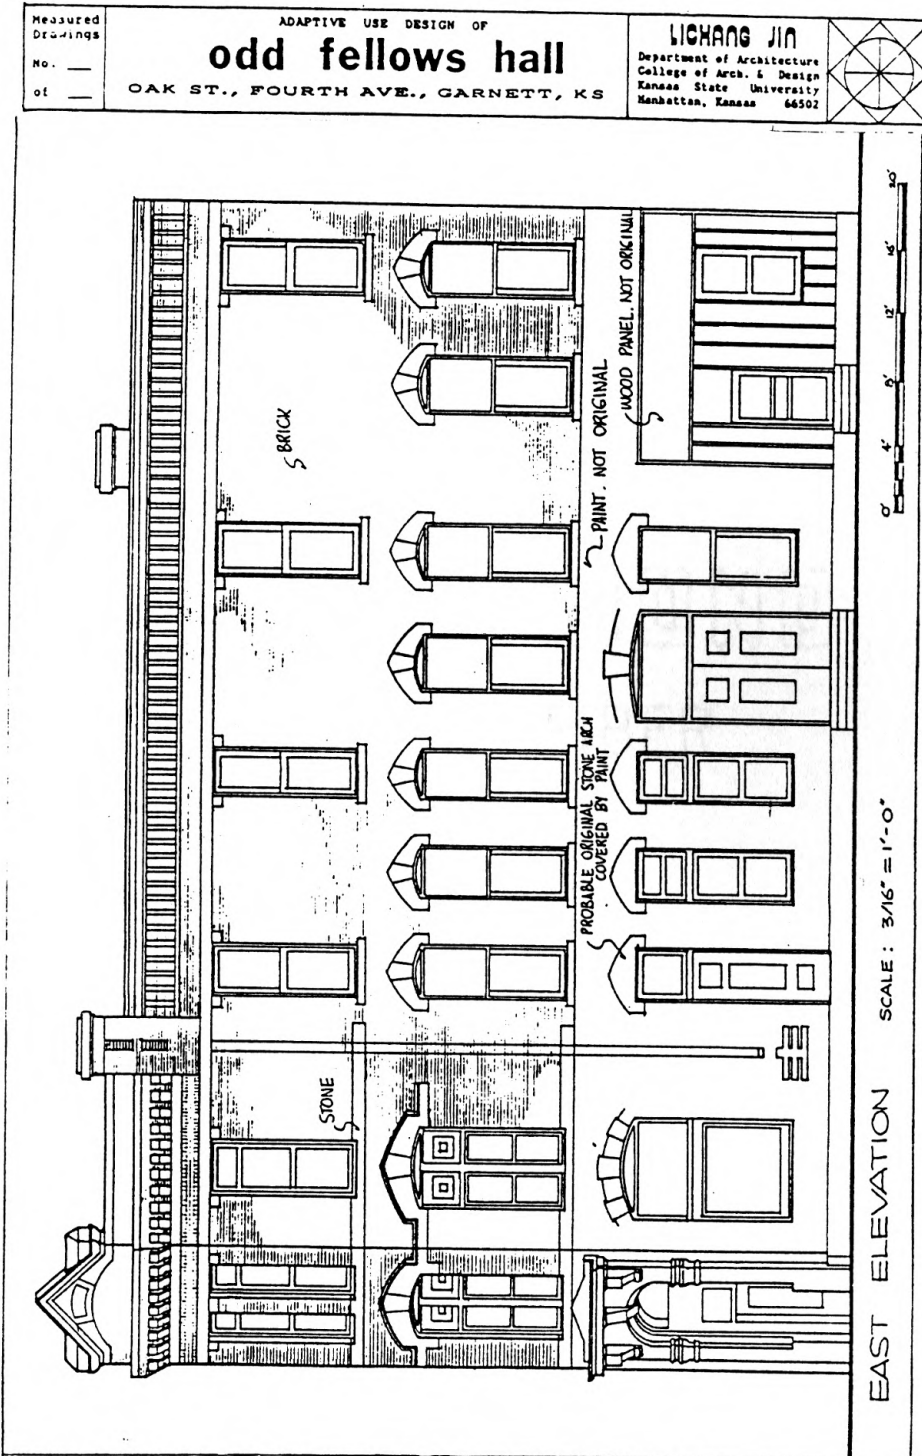 Measured
Drawings
No. __
of __
ADAPTIVE USE DESIGN OF
odd fellows hall
OAK ST., FOURTH AVE., GARNETT, KS
LICHANG JIN
Department of Architecture
College of Arch. & Design
Kansas State University
Manhattan, Kansas 66502
BRICK
STONE
PAINT. NOT ORIGINAL
WOOD PANEL. NOT ORIGINAL
PROBABLE ORIGINAL STONE ARCH
COVERED BY PAINT
EAST ELEVATION
SCALE: 3/16" = 1'-0"
0' 4' 8' 12' 16' 20'